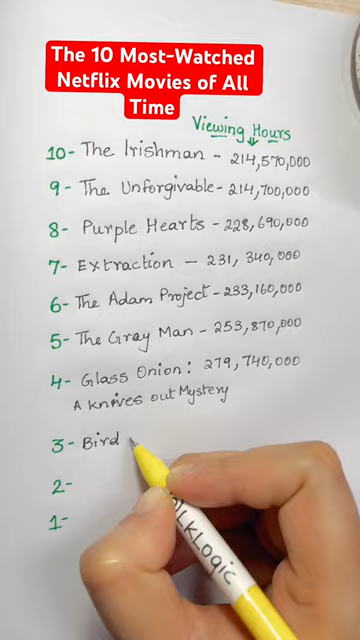 The 10 Most-Watched
Netflix Movies of All
Time
Viewing Hours
10- The Irishman - 214,570,000
9- The Unforgivable - 214,700,000
8- Purple Hearts - 228,690,000
7- Extraction - 231,340,000
6- The Adam Project - 233,160,000
5- The Gray Man - 253,870,000
4- Glass Onion: 279,740,000
A knives out Mystery
3- Bird
2-
1-
LKLogic